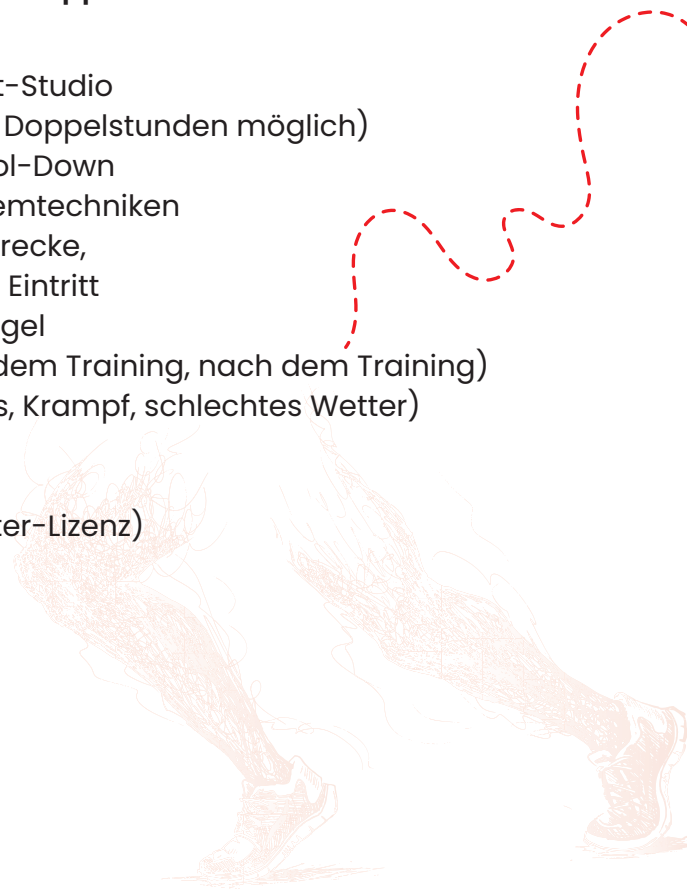 t-Studio
Doppelstunden möglich)
ol-Down
emtechniken
recke,
Eintritt
gel
dem Training, nach dem Training)
s, Krampf, schlechtes Wetter)
ter-Lizenz)